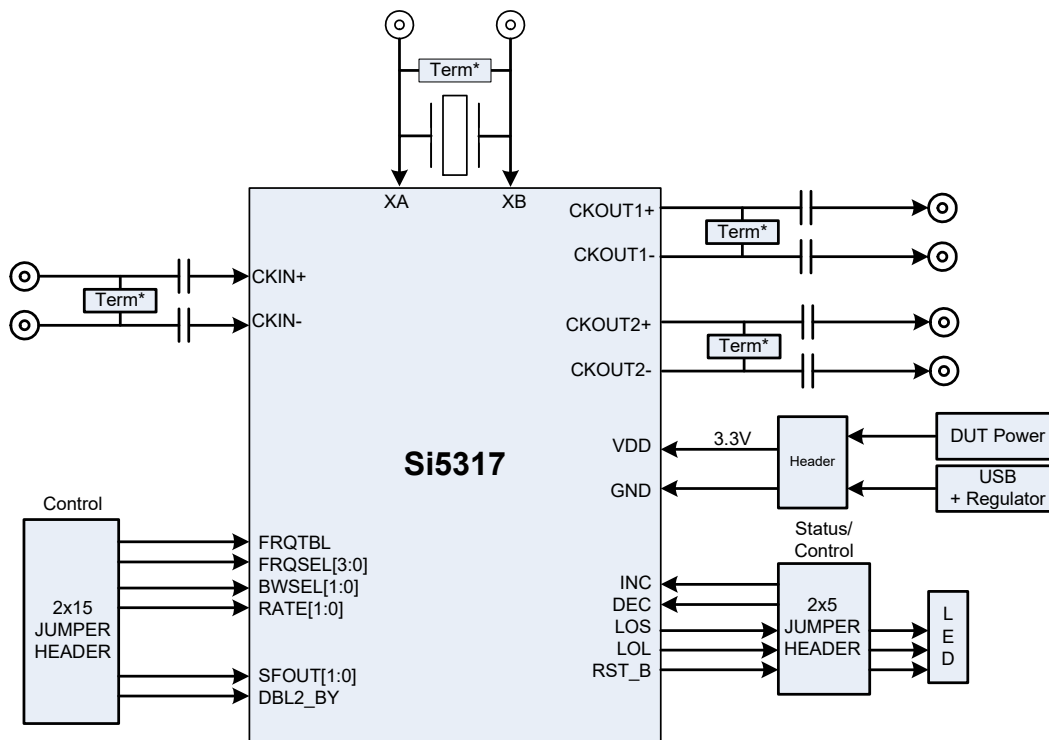 Term*
XA
XB
CKOUT1+
Term*
CKOUT1-
CKIN+
Term*
CKIN-
CKOUT2+
Term*
CKOUT2-
Si5317
VDD
3.3V
GND
Header
DUT Power
USB
+ Regulator
Control
2x15
JUMPER
HEADER
FRQTBL
FRQSEL[3:0]
BWSEL[1:0]
RATE[1:0]
SFOUT[1:0]
DBL2_BY
Status/
Control
INC
DEC
LOS
LOL
RST_B
2x5
JUMPER
HEADER
L
E
D